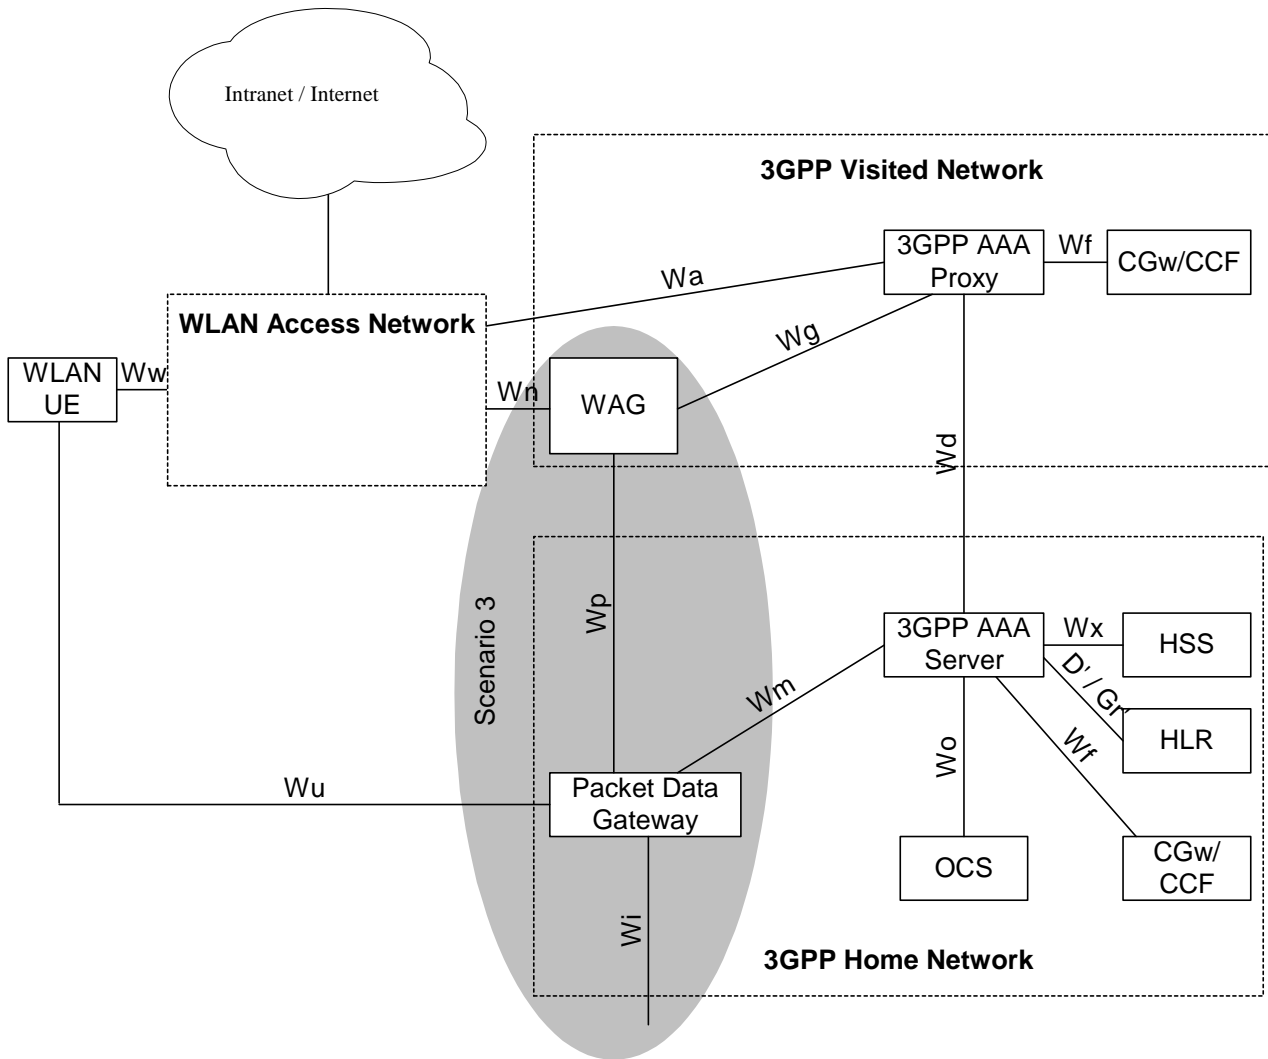 Intranet / Internet
3GPP Visited Network
3GPP AAA
Proxy
Wf
CGw/CCF
Wa
WLAN Access Network
Wg
WLAN
UE
Ww
Wn
WAG
Wd
Scenario 3
Wp
3GPP AAA
Server
Wx
HSS
D' / Gr'
HLR
Wm
Wo
Wf
Wu
Packet Data
Gateway
OCS
CGw/
CCF
Wi
3GPP Home Network